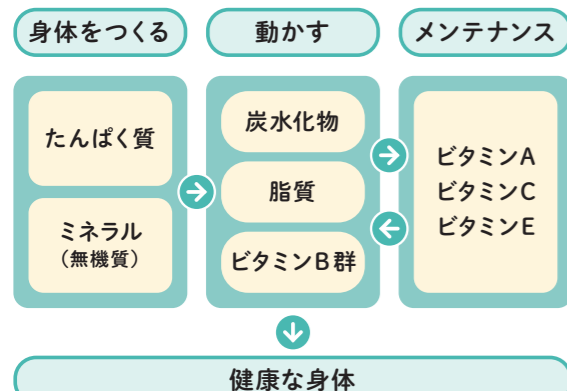 身体をつくる
動かす
メンテナンス
たんぱく質
ミネラル
（無機質）
炭水化物
脂質
ビタミンB群
ビタミンA
ビタミンC
ビタミンE
健康な身体